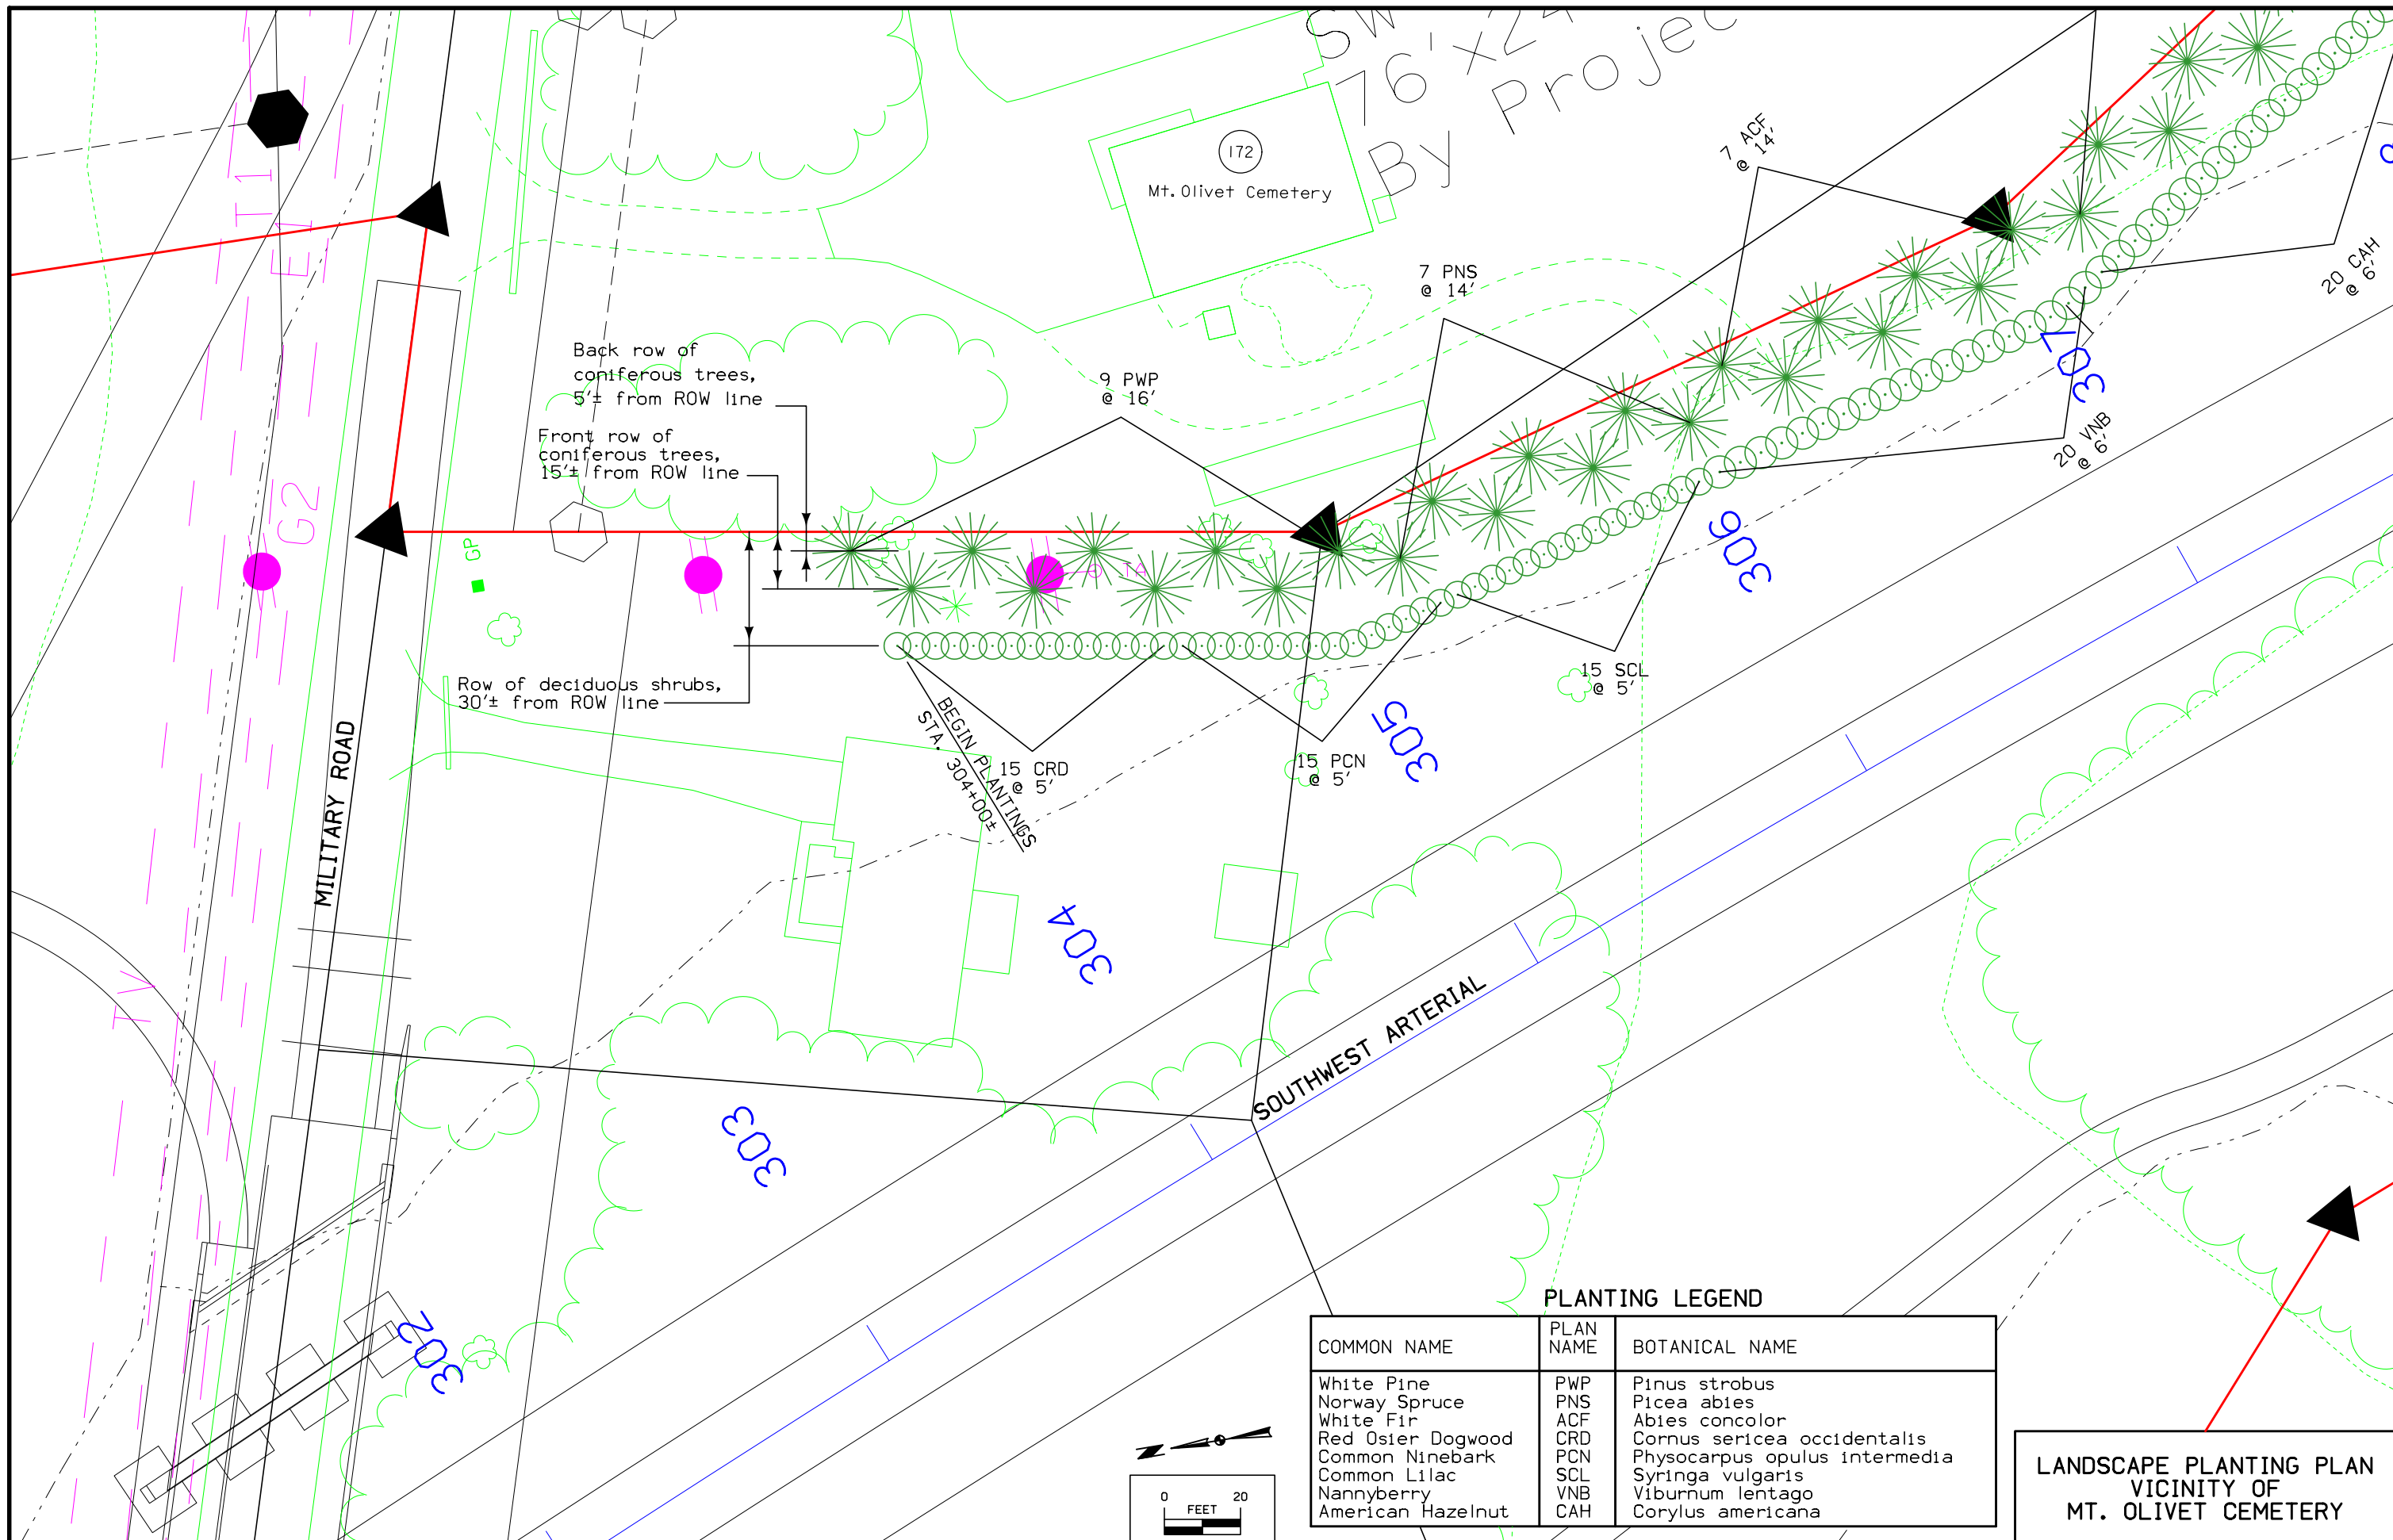 SW
76'x24
By Projec
172
Mt. Olivet Cemetery
T1
E1
G2
TV
GP
TA
7 ACF
@ 14'
7 PNS
@ 14'
9 PWP
@ 16'
20 CAH
@ 6'
20 VNB
@ 6'
15 SCL
@ 5'
15 PCN
@ 5'
15 CRD
@ 5'
Back row of
coniferous trees,
5'± from ROW line
Front row of
coniferous trees,
15'± from ROW line
Row of deciduous shrubs,
30'± from ROW line
BEGIN PLANTINGS
STA. 304+00±
MILITARY ROAD
SOUTHWEST ARTERIAL
302
303
304
305
306
307
PLANTING LEGEND
COMMON NAME PLAN NAME BOTANICAL NAME
White Pine PWP Pinus strobus
Norway Spruce PNS Picea abies
White Fir ACF Abies concolor
Red Osier Dogwood CRD Cornus sericea occidentalis
Common Ninebark PCN Physocarpus opulus intermedia
Common Lilac SCL Syringa vulgaris
Nannyberry VNB Viburnum lentago
American Hazelnut CAH Corylus americana
0 FEET 20
LANDSCAPE PLANTING PLAN
VICINITY OF
MT. OLIVET CEMETERY